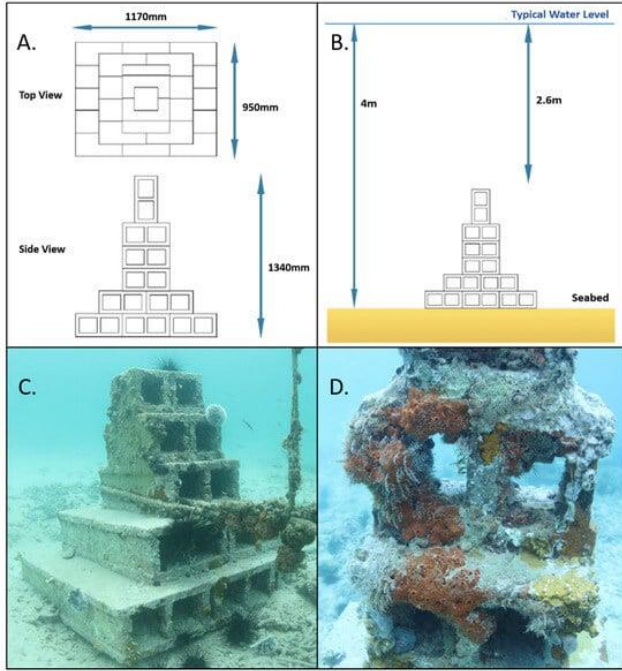 A.
1170mm
Top View
950mm
Side View
1340mm
B.
Typical Water Level
4m
2.6m
Seabed
C.
D.